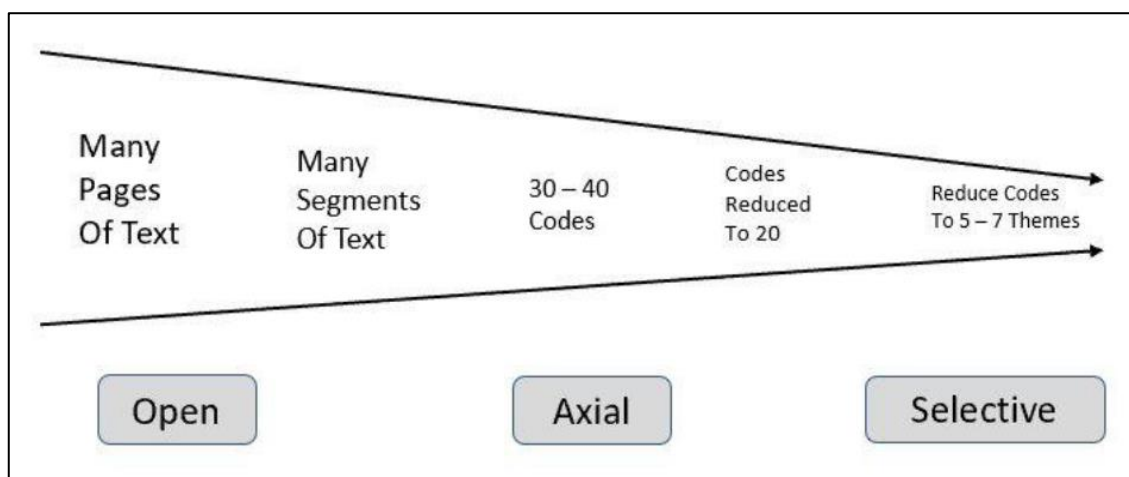 Many
Pages
Of Text
Many
Segments
Of Text
30 – 40
Codes
Codes
Reduced
To 20
Reduce Codes
To 5 – 7 Themes
Open
Axial
Selective